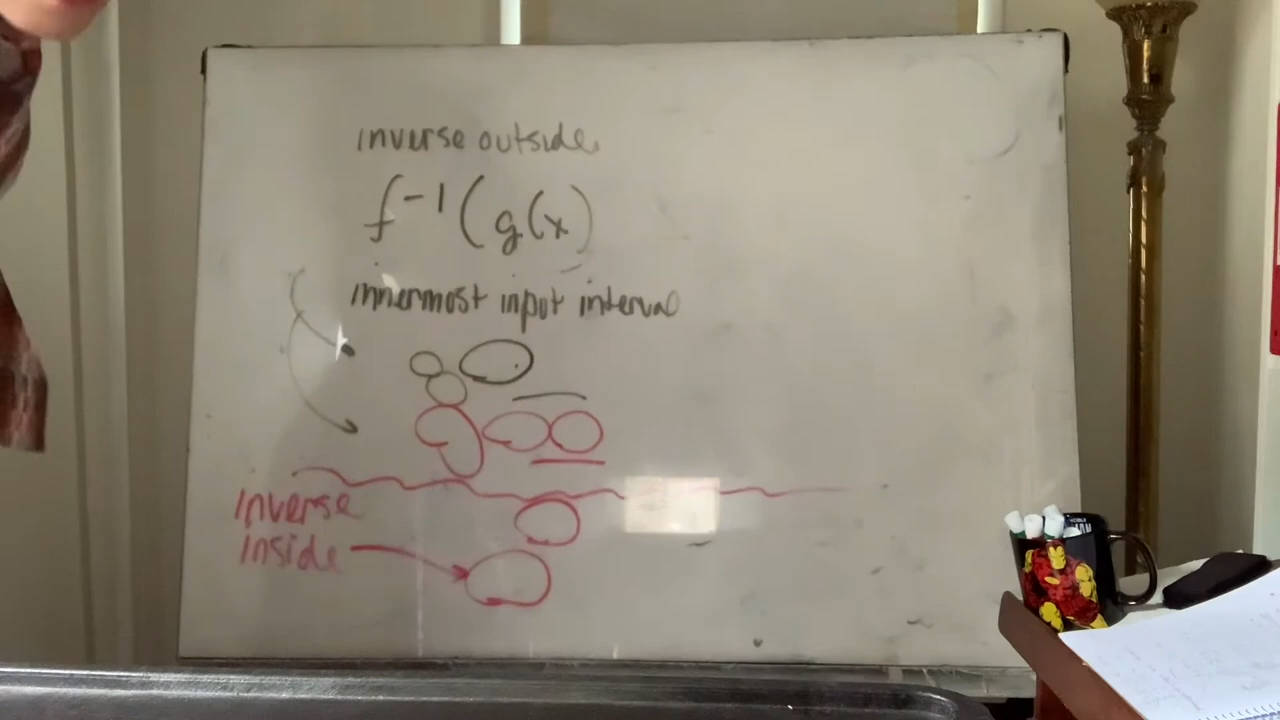 inverse outside
f⁻¹(g(x)
innermost input interval
Inverse
Inside